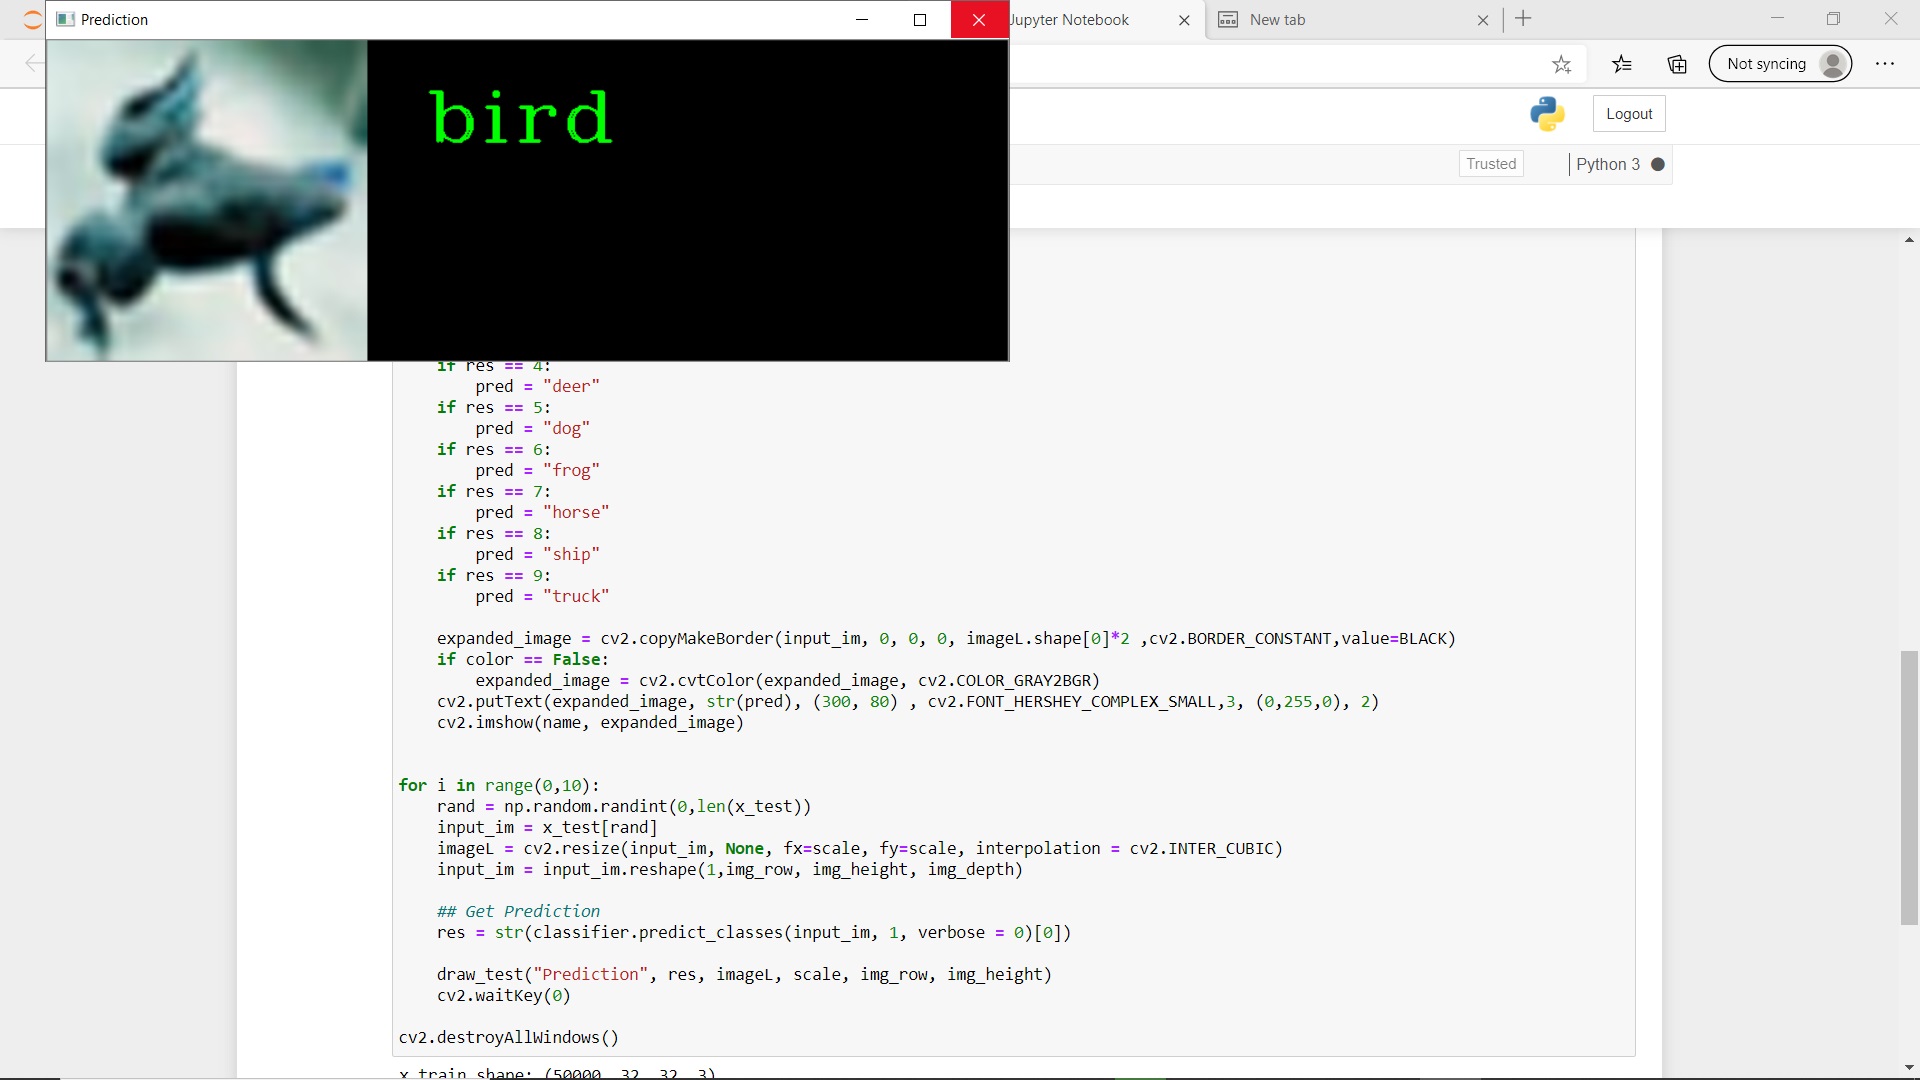 Prediction
Jupyter Notebook
New tab
Not syncing
bird
Logout
Trusted
Python 3
if res == 4:
pred = "deer"
if res == 5:
pred = "dog"
if res == 6:
pred = "frog"
if res == 7:
pred = "horse"
if res == 8:
pred = "ship"
if res == 9:
pred = "truck"
expanded_image = cv2.copyMakeBorder(input_im, 0, 0, 0, imageL.shape[0]*2 ,cv2.BORDER_CONSTANT,value=BLACK)
if color == False:
expanded_image = cv2.cvtColor(expanded_image, cv2.COLOR_GRAY2BGR)
cv2.putText(expanded_image, str(pred), (300, 80) , cv2.FONT_HERSHEY_COMPLEX_SMALL,3, (0,255,0), 2)
cv2.imshow(name, expanded_image)
for i in range(0,10):
rand = np.random.randint(0,len(x_test))
input_im = x_test[rand]
imageL = cv2.resize(input_im, None, fx=scale, fy=scale, interpolation = cv2.INTER_CUBIC)
input_im = input_im.reshape(1,img_row, img_height, img_depth)
## Get Prediction
res = str(classifier.predict_classes(input_im, 1, verbose = 0)[0])
draw_test("Prediction", res, imageL, scale, img_row, img_height)
cv2.waitKey(0)
cv2.destroyAllWindows()
x_train shape: (50000, 32, 32, 3)